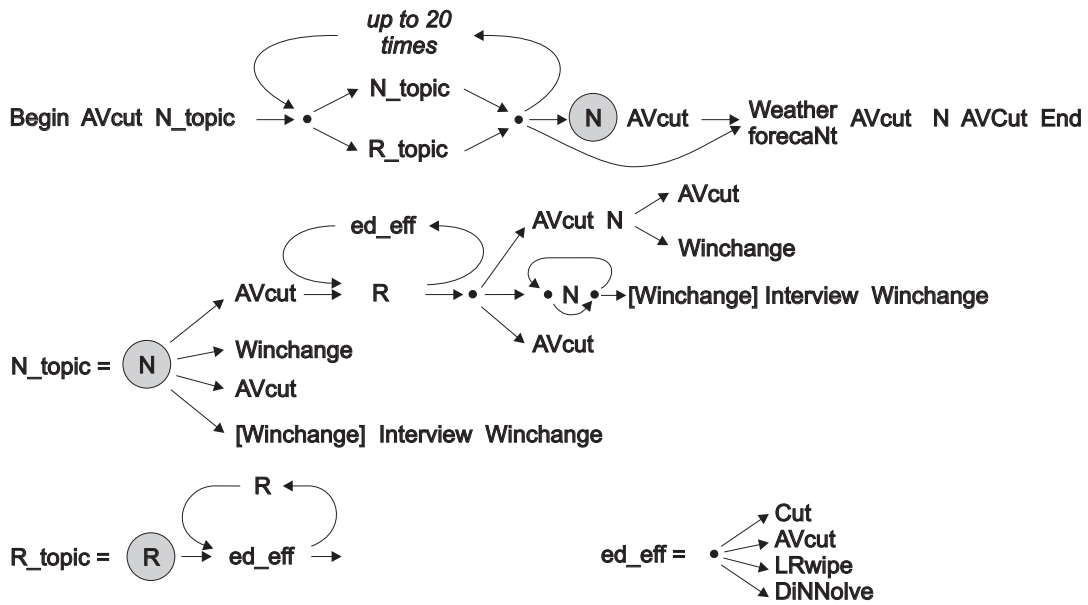 up to 20
times
N_topic
Begin AVcut N_topic
N AVcut
Weather
forecaNt
AVcut N AVCut End
R_topic
AVcut
ed_eff
AVcut N
Winchange
AVcut
R
N
[Winchange] Interview Winchange
AVcut
Winchange
N_topic =
N
AVcut
[Winchange] Interview Winchange
R
R_topic =
R
ed_eff
ed_eff =
Cut
AVcut
LRwipe
DiNNolve